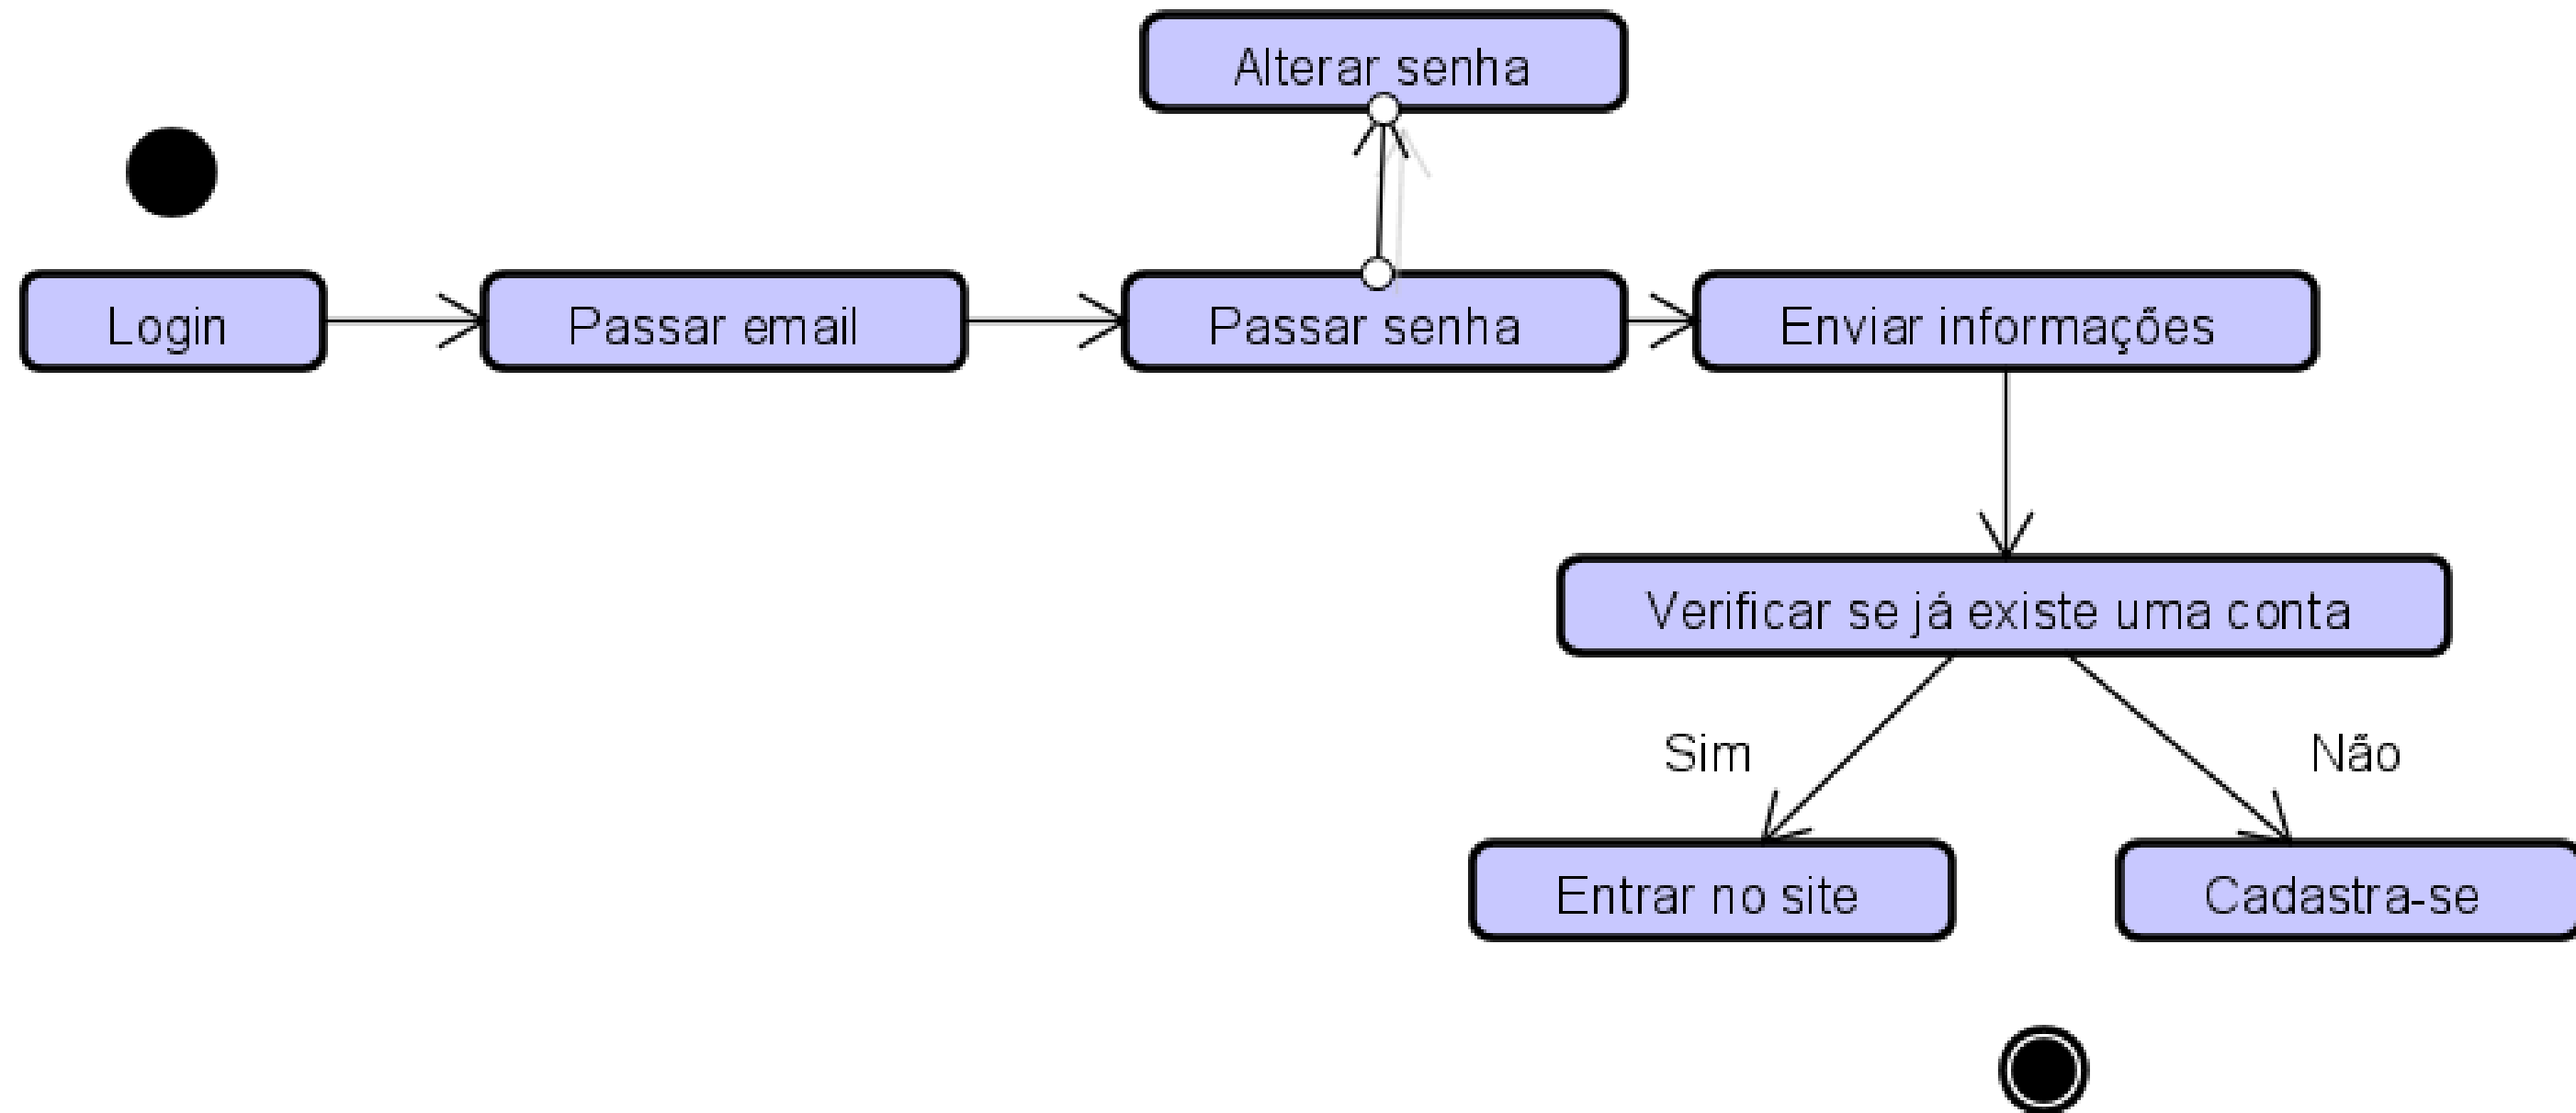 Alterar senha
Login
Passar email
Passar senha
Enviar informações
Verificar se já existe uma conta
Sim
Não
Entrar no site
Cadastra-se